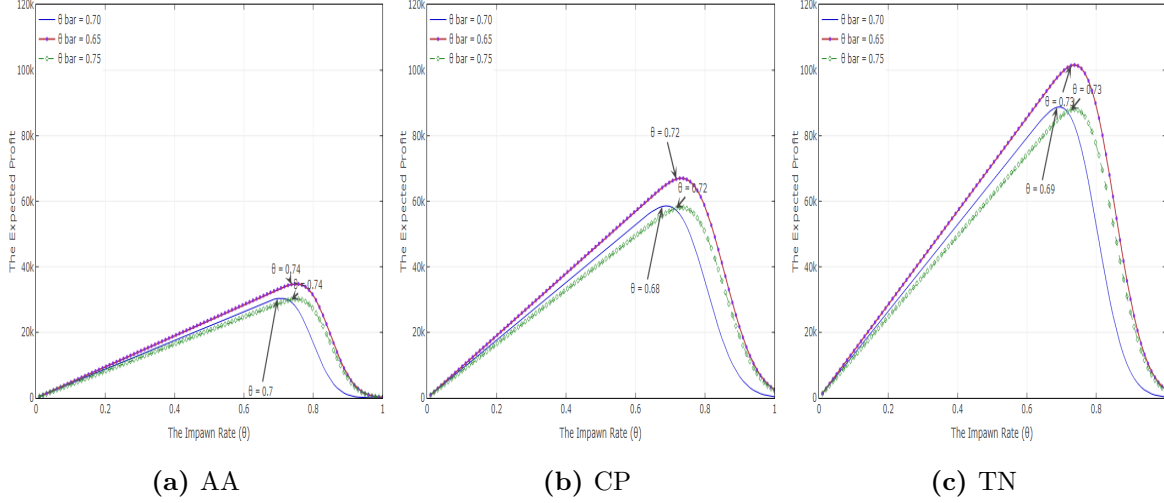 120k
100k
80k
60k
40k
20k
0
The Expected Profit
θ bar = 0.70
θ bar = 0.65
θ bar = 0.75
θ = 0.74
θ = 0.74
θ = 0.7
0
0.2
0.4
0.6
0.8
1
The Impawn Rate (θ)
(a) AA
120k
100k
80k
60k
40k
20k
0
The Expected Profit
θ bar = 0.70
θ bar = 0.65
θ bar = 0.75
θ = 0.72
θ = 0.72
θ = 0.68
0
0.2
0.4
0.6
0.8
1
The Impawn Rate (θ)
(b) CP
120k
100k
80k
60k
40k
20k
0
The Expected Profit
θ bar = 0.70
θ bar = 0.65
θ bar = 0.75
θ = 0.73
θ = 0.73
θ = 0.69
0
0.2
0.4
0.6
0.8
The Impawn Rate (θ)
(c) TN